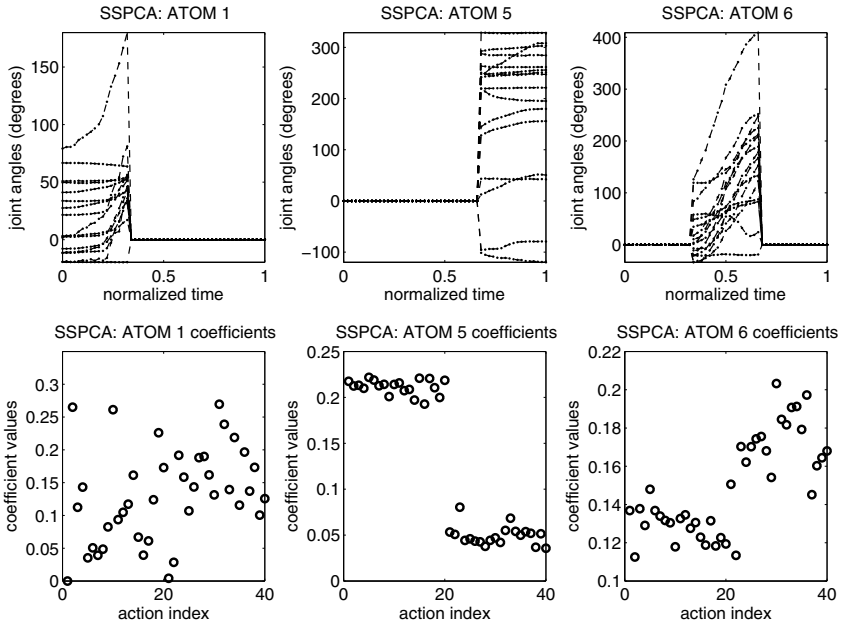 SSPCA: ATOM 1
SSPCA: ATOM 5
SSPCA: ATOM 6
joint angles (degrees)
150
100
50
0
0
0.5
1
normalized time
joint angles (degrees)
300
200
100
0
−100
0
0.5
1
normalized time
joint angles (degrees)
400
300
200
100
0
0
0.5
1
normalized time
SSPCA: ATOM 1 coefficients
SSPCA: ATOM 5 coefficients
SSPCA: ATOM 6 coefficients
coefficient values
0.3
0.25
0.2
0.15
0.1
0.05
0
0
20
40
action index
coefficient values
0.25
0.2
0.15
0.1
0.05
0
0
20
40
action index
coefficient values
0.22
0.2
0.18
0.16
0.14
0.12
0.1
0
20
40
action index